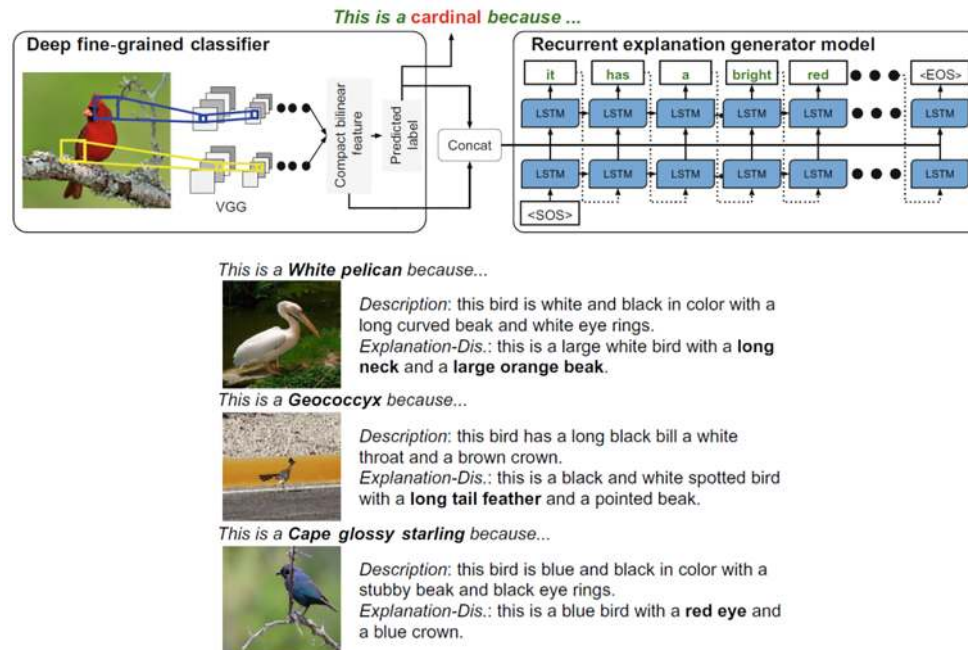 This is a cardinal because ...
Deep fine-grained classifier
Recurrent explanation generator model
VGG
Compact bilinear
feature
Predicted
label
Concat
it has a bright red <EOS>
LSTM LSTM LSTM LSTM LSTM LSTM
LSTM LSTM LSTM LSTM LSTM LSTM
<SOS>
This is a White pelican because...
Description: this bird is white and black in color with a
long curved beak and white eye rings.
Explanation-Dis.: this is a large white bird with a long
neck and a large orange beak.
This is a Geococcyx because...
Description: this bird has a long black bill a white
throat and a brown crown.
Explanation-Dis.: this is a black and white spotted bird
with a long tail feather and a pointed beak.
This is a Cape glossy starling because...
Description: this bird is blue and black in color with a
stubby beak and black eye rings.
Explanation-Dis.: this is a blue bird with a red eye and
a blue crown.